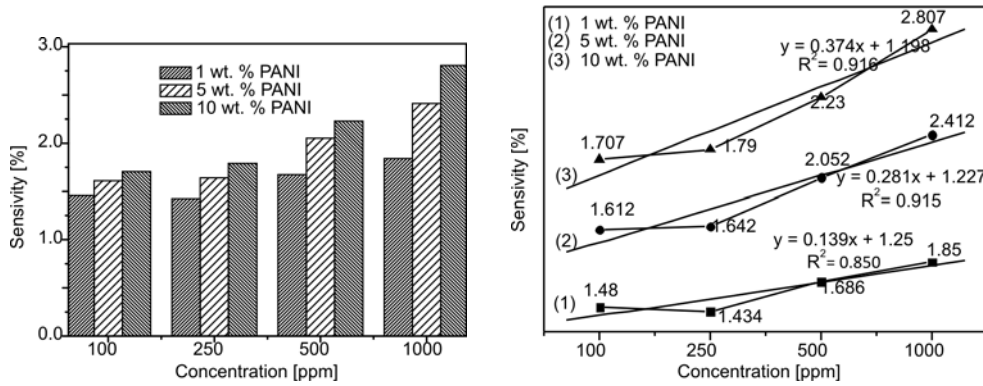 3.0
2.0
1.0
0.0
Sensivity [%]
1 wt. % PANI
5 wt. % PANI
10 wt. % PANI
100 250 500 1000
Concentration [ppm]
(1) 1 wt. % PANI
(2) 5 wt. % PANI
(3) 10 wt. % PANI
2.807
y = 0.374x + 1.198
R2 = 0.916
2.23
1.707
1.79
(3)
2.412
2.052
y = 0.281x + 1.227
R2 = 0.915
1.612
1.642
(2)
y = 0.139x + 1.25
R2 = 0.850
1.85
1.686
1.48
1.434
(1)
Sensivity [%]
100 250 500 1000
Concentration [ppm]